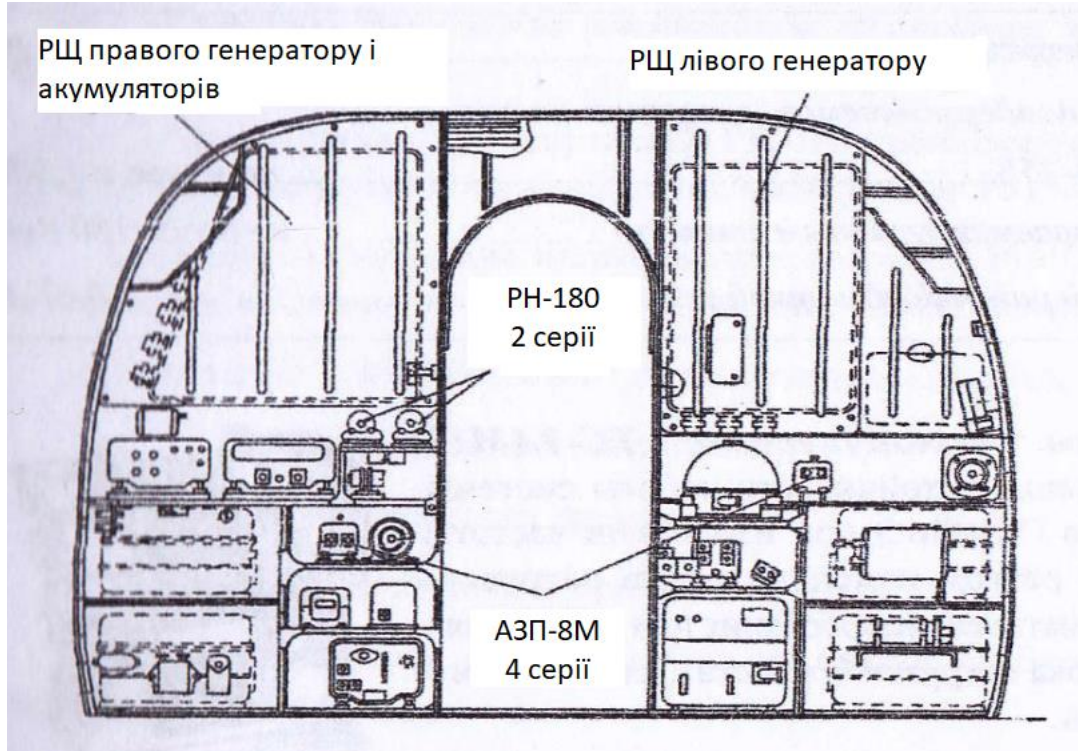 РЩ правого генератору і
акумуляторів
РЩ лівого генератору
РН-180
2 серії
АЗП-8М
4 серії